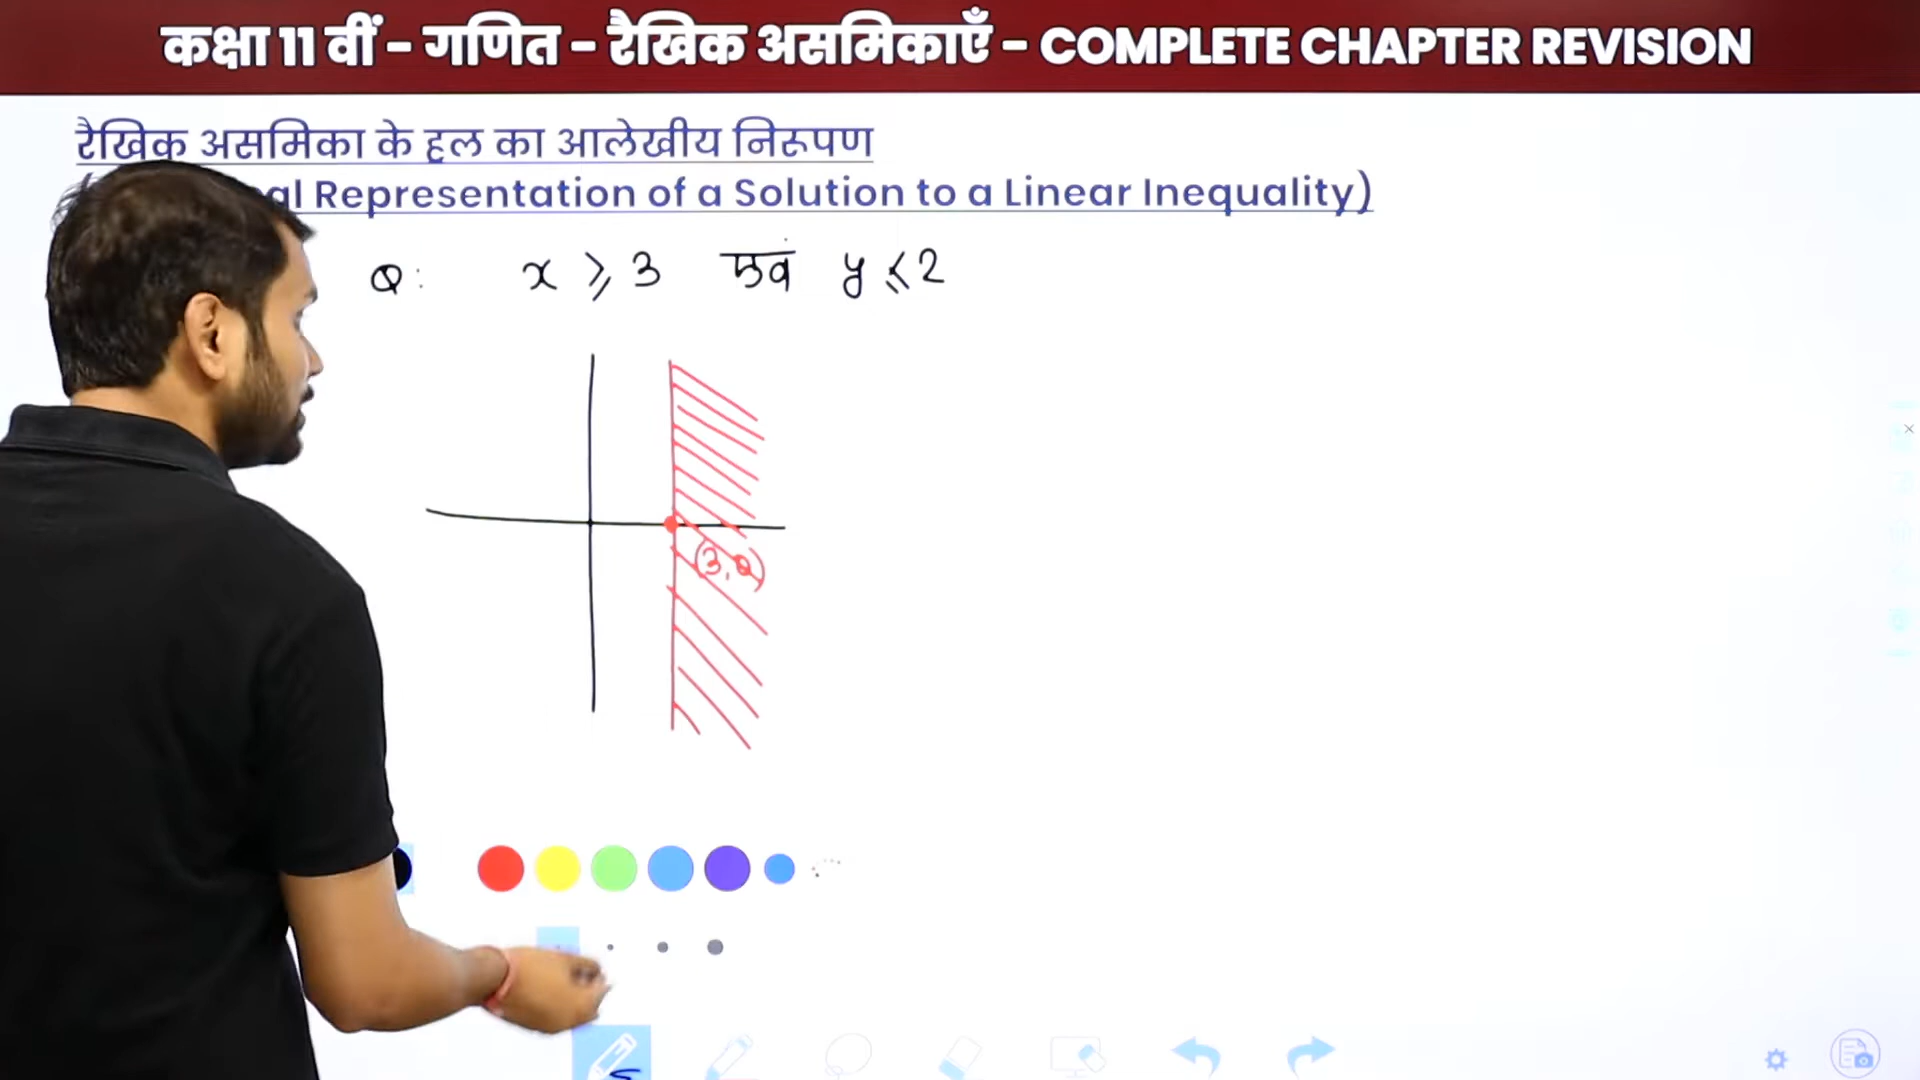 कक्षा 11 वीं - गणित - रैखिक असमिकाएँ - COMPLETE CHAPTER REVISION
रैखिक असमिका के हल का आलेखीय निरूपण
Representation of a Solution to a Linear Inequality)
Q: x ⩾ 3 एवं y ⩽ 2
(3, 0)